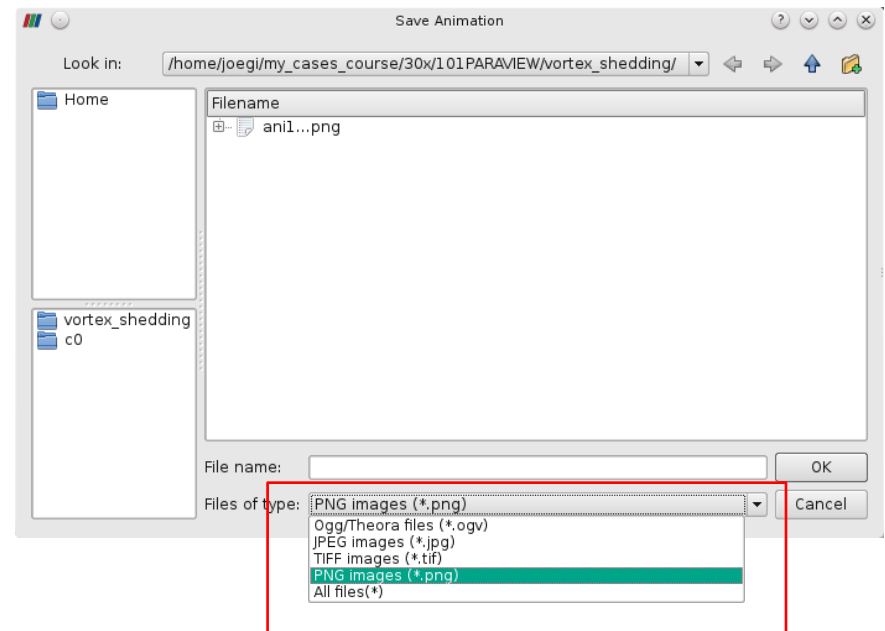 Save Animation
Look in: /home/joegi/my_cases_course/30x/101PARAVIEW/vortex_shedding/
Home
Filename
ani1...png
vortex_shedding
c0
File name: OK
Files of type: PNG images (*.png) Cancel
Ogg/Theora files (*.ogv)
JPEG images (*.jpg)
TIFF images (*.tif)
PNG images (*.png)
All files(*)